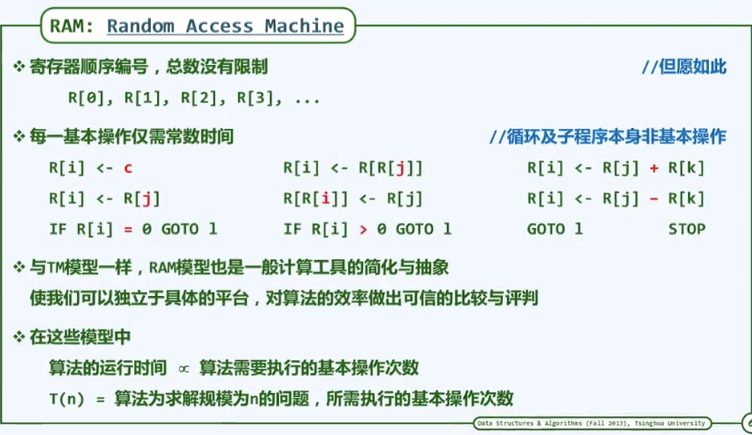 RAM: Random Access Machine
❖ 寄存器顺序编号，总数没有限制 //但愿如此
R[0], R[1], R[2], R[3], ...
❖ 每一基本操作仅需常数时间 //循环及子程序本身非基本操作
R[i] <- c R[i] <- R[R[j]] R[i] <- R[j] + R[k]
R[i] <- R[j] R[R[i]] <- R[j] R[i] <- R[j] - R[k]
IF R[i] = 0 GOTO l IF R[i] > 0 GOTO l GOTO l STOP
❖ 与TM模型一样，RAM模型也是一般计算工具的简化与抽象
使我们可以独立于具体的平台，对算法的效率做出可信的比较与评判
❖ 在这些模型中
算法的运行时间 ∝ 算法需要执行的基本操作次数
T(n) = 算法为求解规模为n的问题，所需执行的基本操作次数
Data Structures & Algorithms (Fall 2013), Tsinghua University